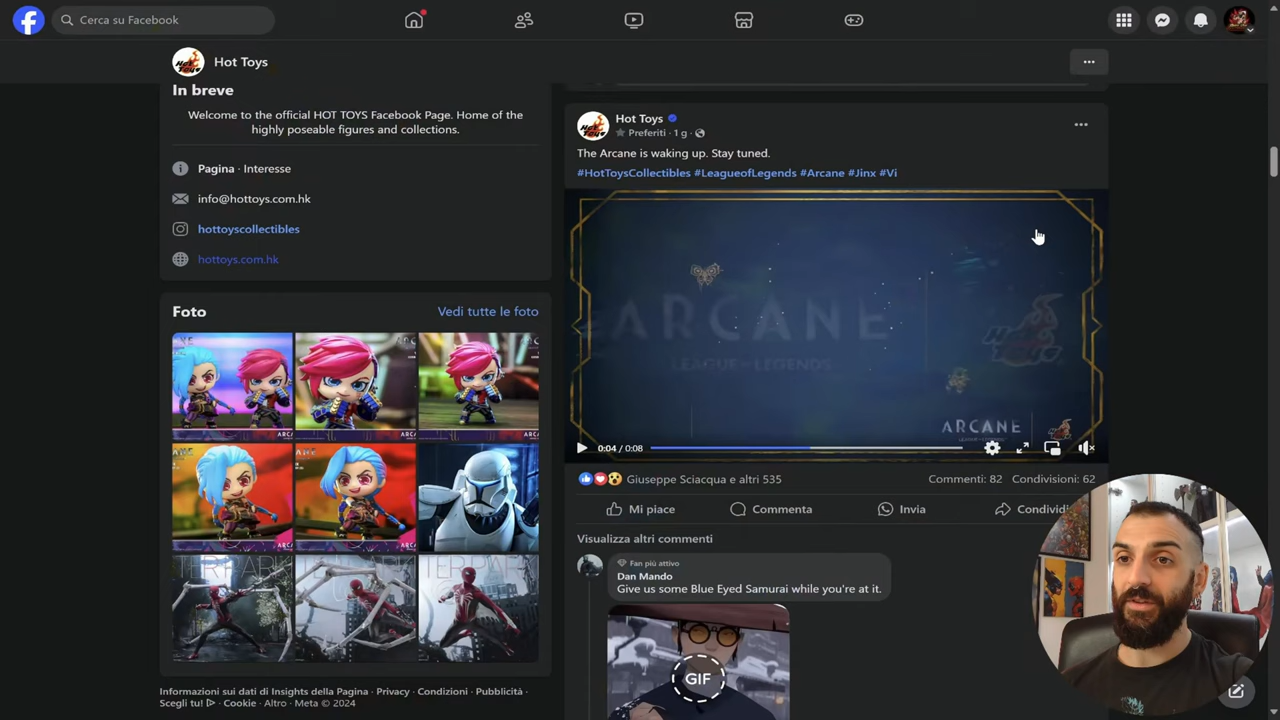 Cerca su Facebook
Hot Toys
In breve
Welcome to the official HOT TOYS Facebook Page. Home of the
highly poseable figures and collections.
Pagina · Interesse
info@hottoys.com.hk
hottoyscollectibles
hottoys.com.hk
Foto
Vedi tutte le foto
Informazioni sui dati di Insights della Pagina · Privacy · Condizioni · Pubblicità ·
Scegli tu! · Cookie · Altro · Meta © 2024
Hot Toys
Preferiti · 1 g ·
The Arcane is waking up. Stay tuned.
#HotToysCollectibles #LeagueofLegends #Arcane #Jinx #Vi
ARCANE
LEAGUE OF LEGENDS
ARCANE
0:04 / 0:08
Giuseppe Sciacqua e altri 535
Commenti: 82 Condivisioni: 62
Mi piace
Commenta
Invia
Condividi
Visualizza altri commenti
Fan più attivo
Dan Mando
Give us some Blue Eyed Samurai while you're at it.
GIF